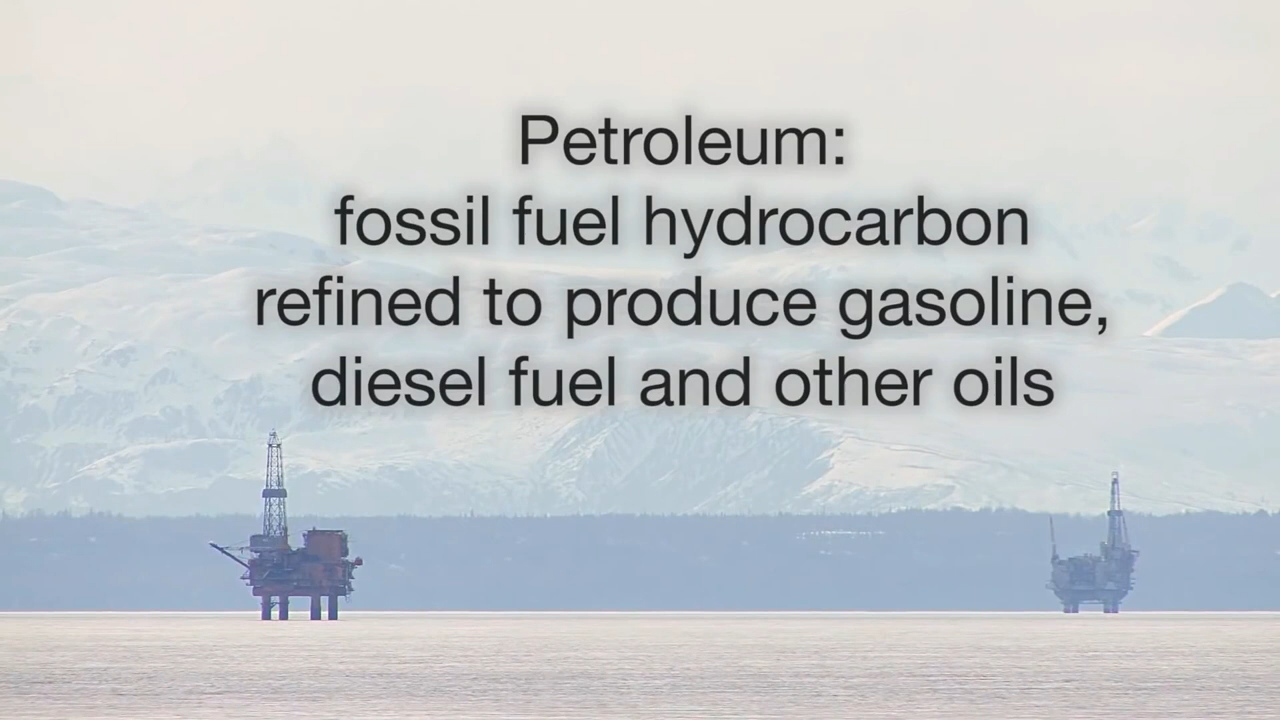 Petroleum:
fossil fuel hydrocarbon
refined to produce gasoline,
diesel fuel and other oils